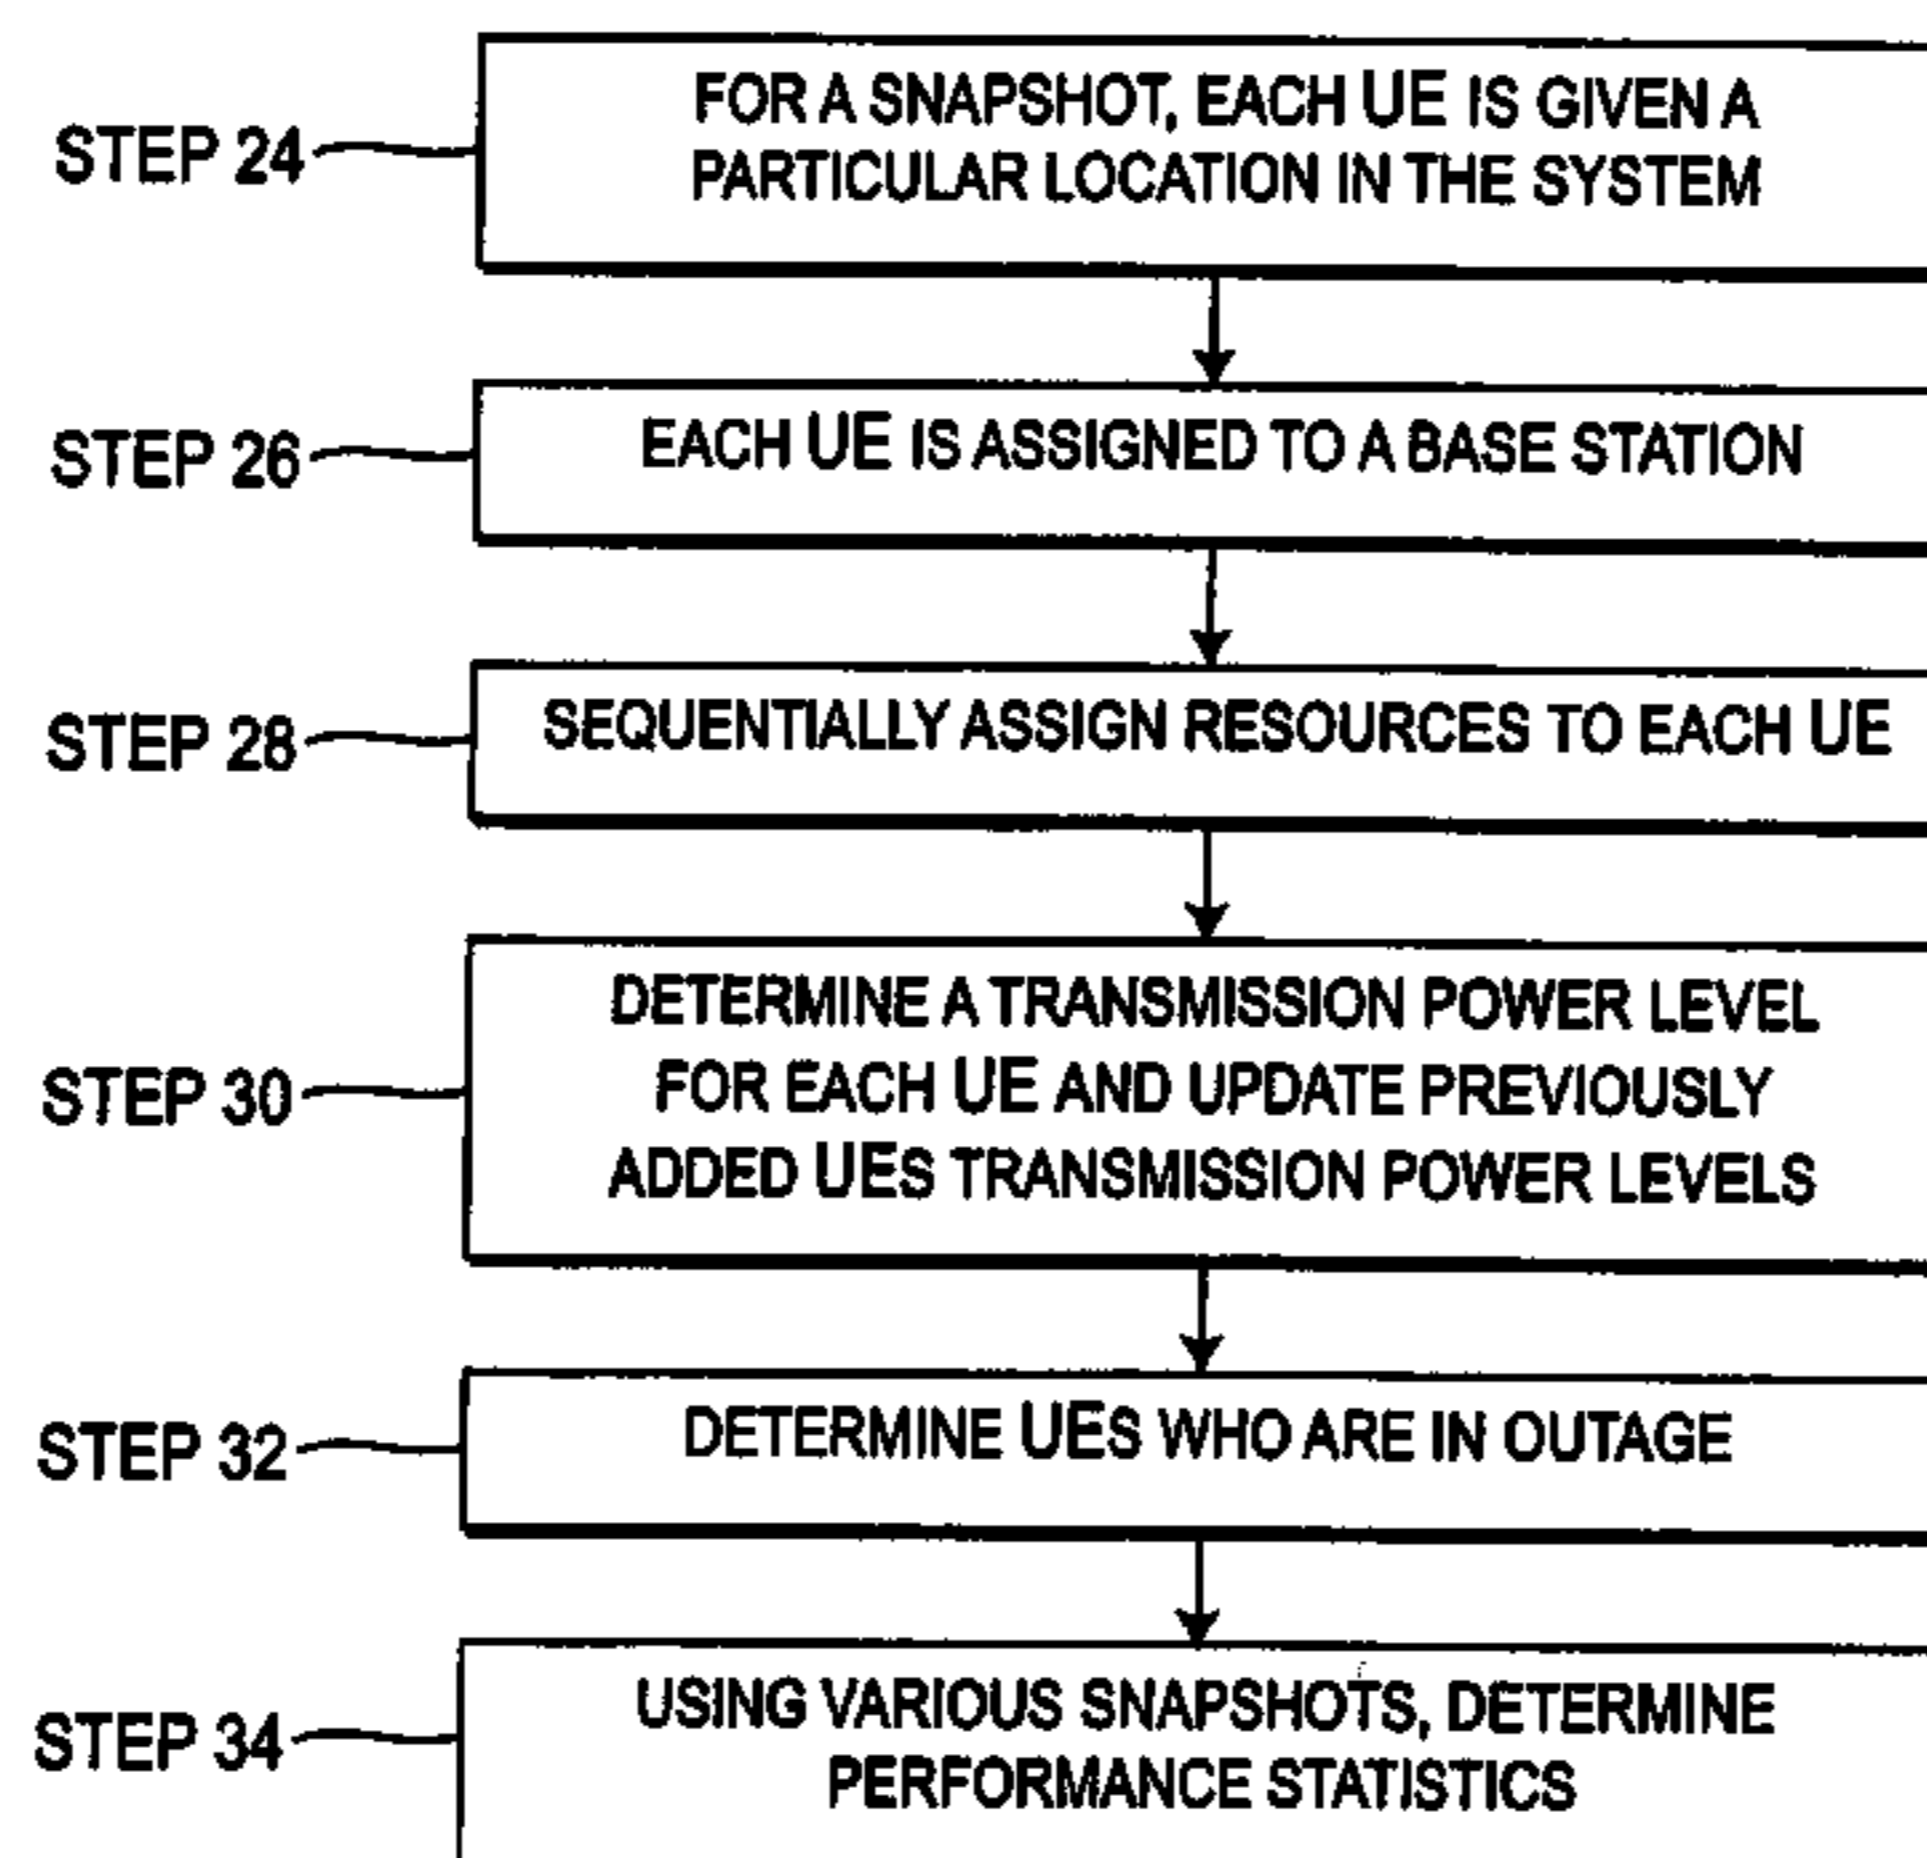 STEP 24
FOR A SNAPSHOT, EACH UE IS GIVEN A
PARTICULAR LOCATION IN THE SYSTEM
STEP 26
EACH UE IS ASSIGNED TO A BASE STATION
STEP 28
SEQUENTIALLY ASSIGN RESOURCES TO EACH UE
STEP 30
DETERMINE A TRANSMISSION POWER LEVEL
FOR EACH UE AND UPDATE PREVIOUSLY
ADDED UES TRANSMISSION POWER LEVELS
STEP 32
DETERMINE UES WHO ARE IN OUTAGE
STEP 34
USING VARIOUS SNAPSHOTS, DETERMINE
PERFORMANCE STATISTICS